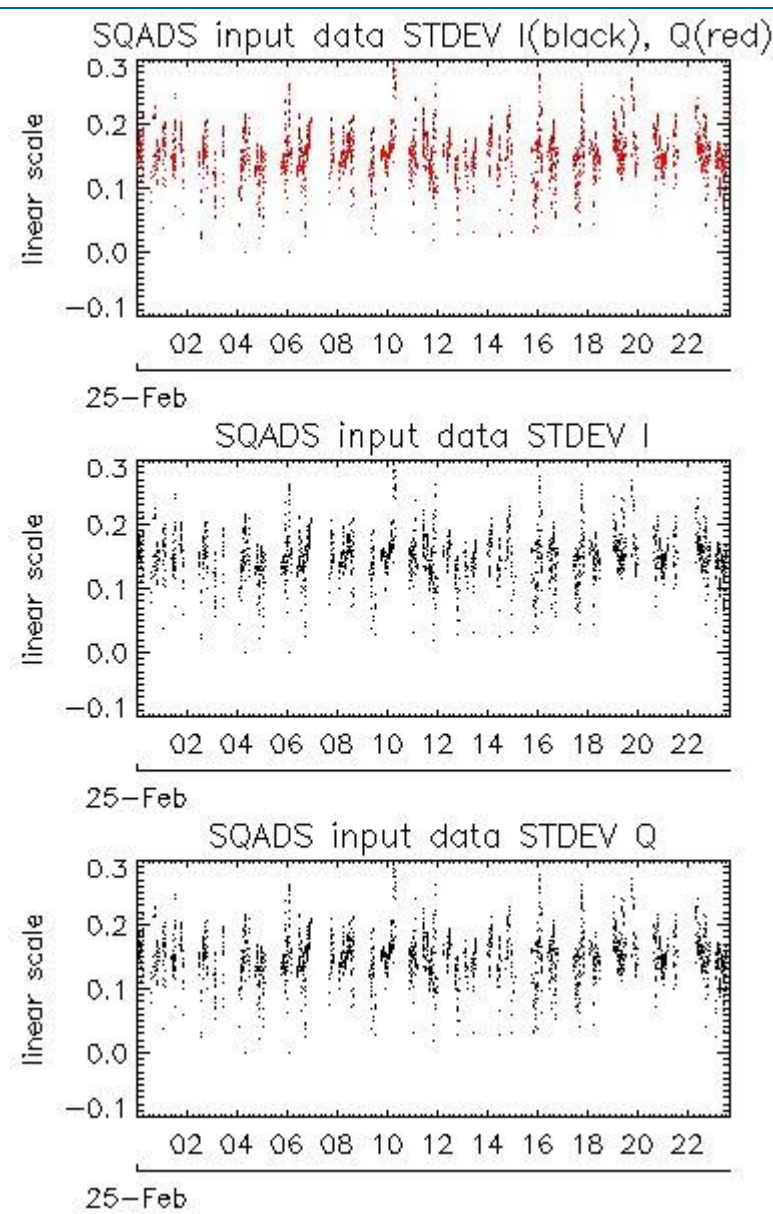 SQADS input data STDEV I(black), Q(red)
0.3
0.2
0.1
0.0
−0.1
linear scale
02 04 06 08 10 12 14 16 18 20 22
25−Feb
SQADS input data STDEV I
0.3
0.2
0.1
0.0
−0.1
linear scale
02 04 06 08 10 12 14 16 18 20 22
25−Feb
SQADS input data STDEV Q
0.3
0.2
0.1
0.0
−0.1
linear scale
02 04 06 08 10 12 14 16 18 20 22
25−Feb